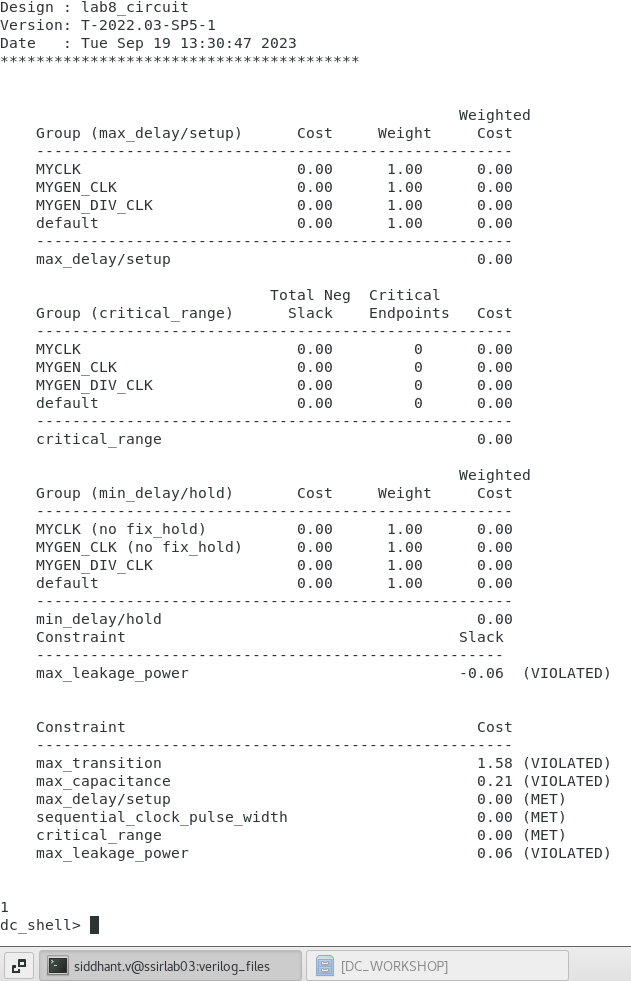 Design : lab8_circuit
Version: T-2022.03-SP5-1
Date   : Tue Sep 19 13:30:47 2023
****************************************
                                                   Weighted
    Group (max_delay/setup)      Cost     Weight     Cost
    -----------------------------------------------------
    MYCLK                        0.00      1.00      0.00
    MYGEN_CLK                    0.00      1.00      0.00
    MYGEN_DIV_CLK                0.00      1.00      0.00
    default                      0.00      1.00      0.00
    -----------------------------------------------------
    max_delay/setup                                  0.00
                              Total Neg  Critical
    Group (critical_range)      Slack    Endpoints   Cost
    -----------------------------------------------------
    MYCLK                        0.00         0      0.00
    MYGEN_CLK                    0.00         0      0.00
    MYGEN_DIV_CLK                0.00         0      0.00
    default                      0.00         0      0.00
    -----------------------------------------------------
    critical_range                                   0.00
                                                   Weighted
    Group (min_delay/hold)       Cost     Weight     Cost
    -----------------------------------------------------
    MYCLK (no fix_hold)          0.00      1.00      0.00
    MYGEN_CLK (no fix_hold)      0.00      1.00      0.00
    MYGEN_DIV_CLK                0.00      1.00      0.00
    default                      0.00      1.00      0.00
    -----------------------------------------------------
    min_delay/hold                                   0.00
    Constraint                                     Slack
    ----------------------------------------------------
    max_leakage_power                              -0.06  (VIOLATED)
    Constraint                                       Cost
    -----------------------------------------------------
    max_transition                                   1.58 (VIOLATED)
    max_capacitance                                  0.21 (VIOLATED)
    max_delay/setup                                  0.00 (MET)
    sequential_clock_pulse_width                     0.00 (MET)
    critical_range                                   0.00 (MET)
    max_leakage_power                                0.06 (VIOLATED)
1
dc_shell>
siddhant.v@ssirlab03:verilog_files
[DC_WORKSHOP]